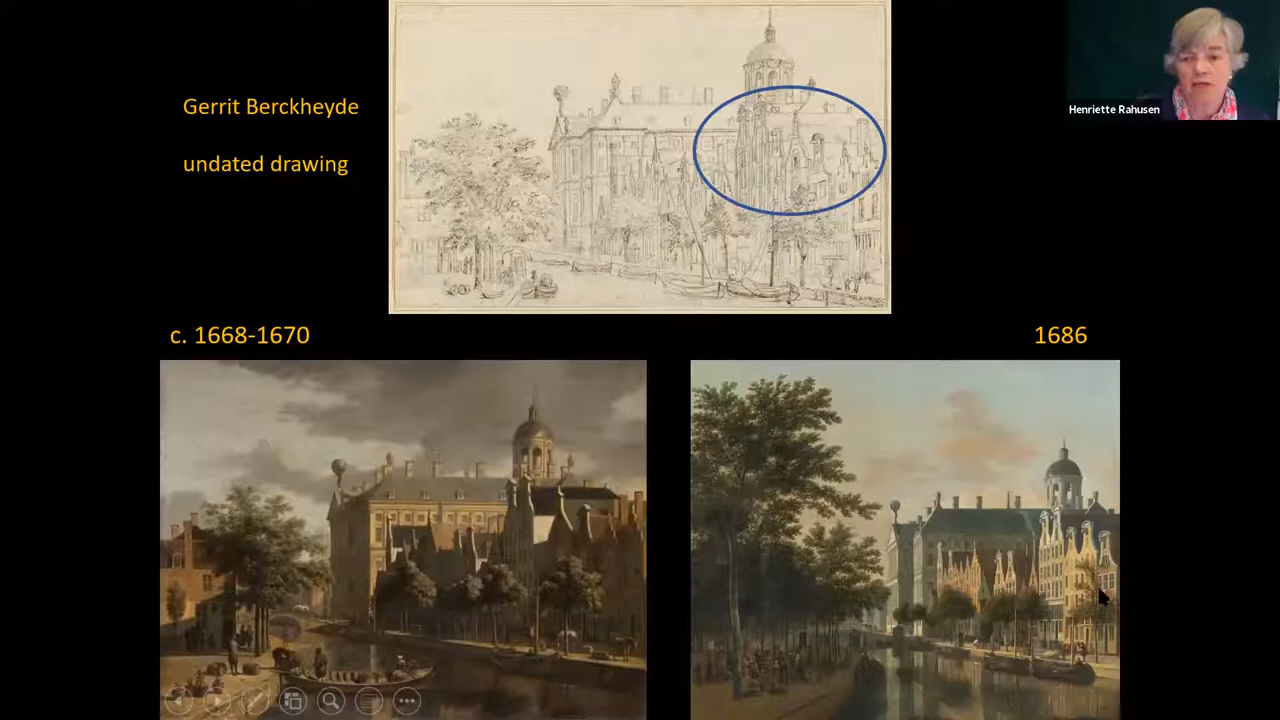 Gerrit Berckheyde
undated drawing
Henriette Rahusen
c. 1668-1670
1686